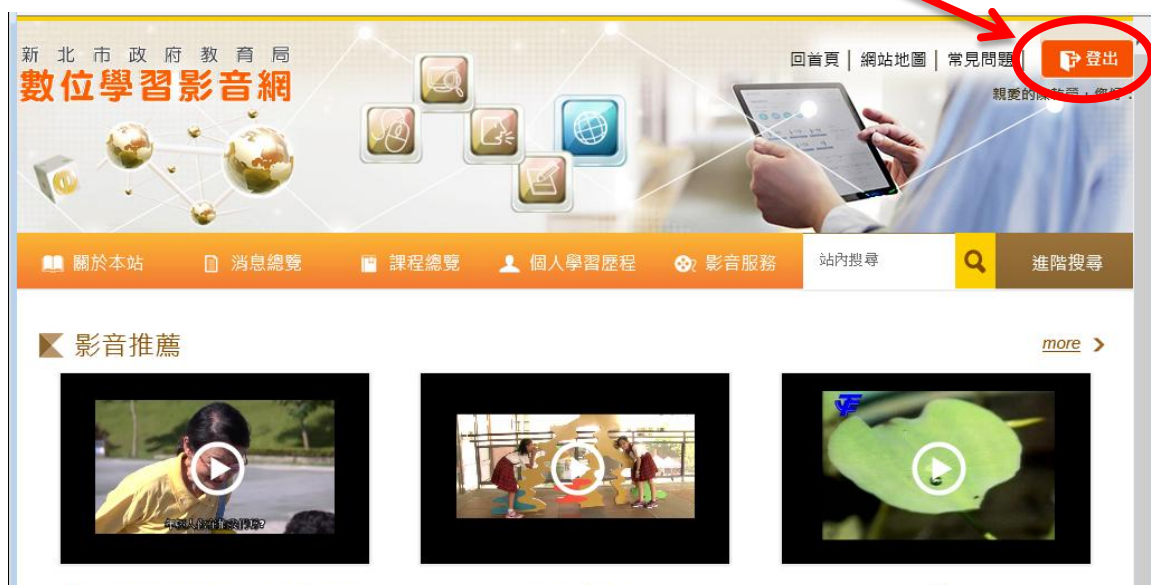 新北市政府教育局
數位學習影音網
回首頁 | 網站地圖 | 常見問題 | 登出
親愛的
關於本站 消息總覽 課程總覽 個人學習歷程 影音服務 站內搜尋 進階搜尋
影音推薦 more